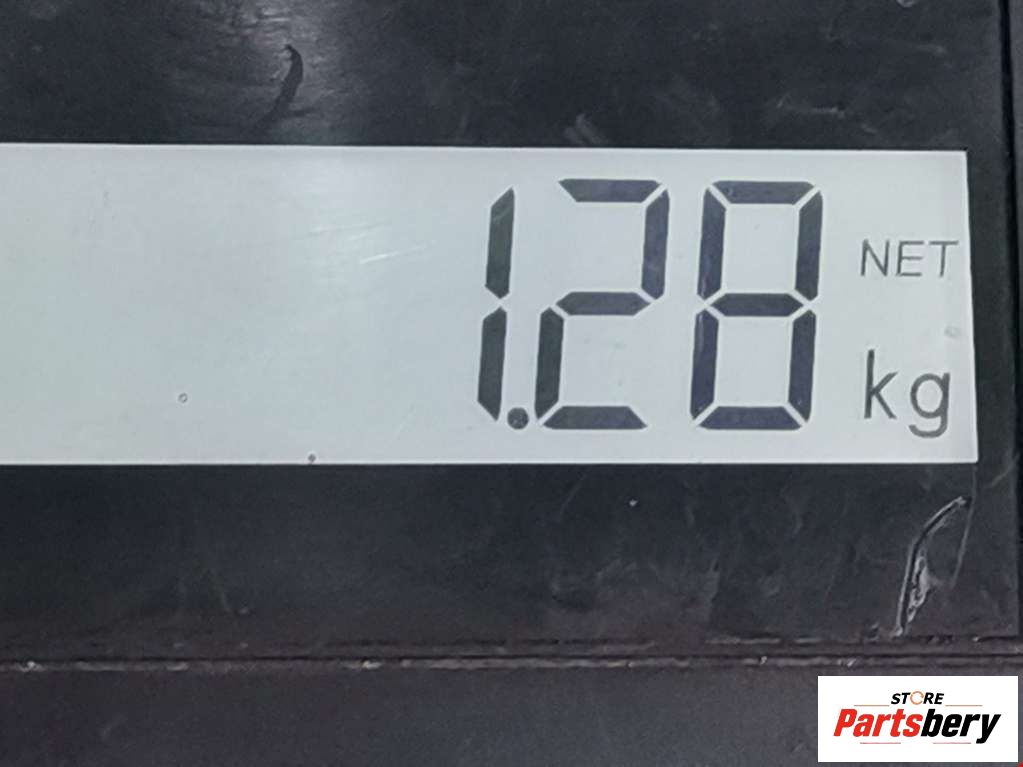 1.28 NET
kg
STORE
Partsbery